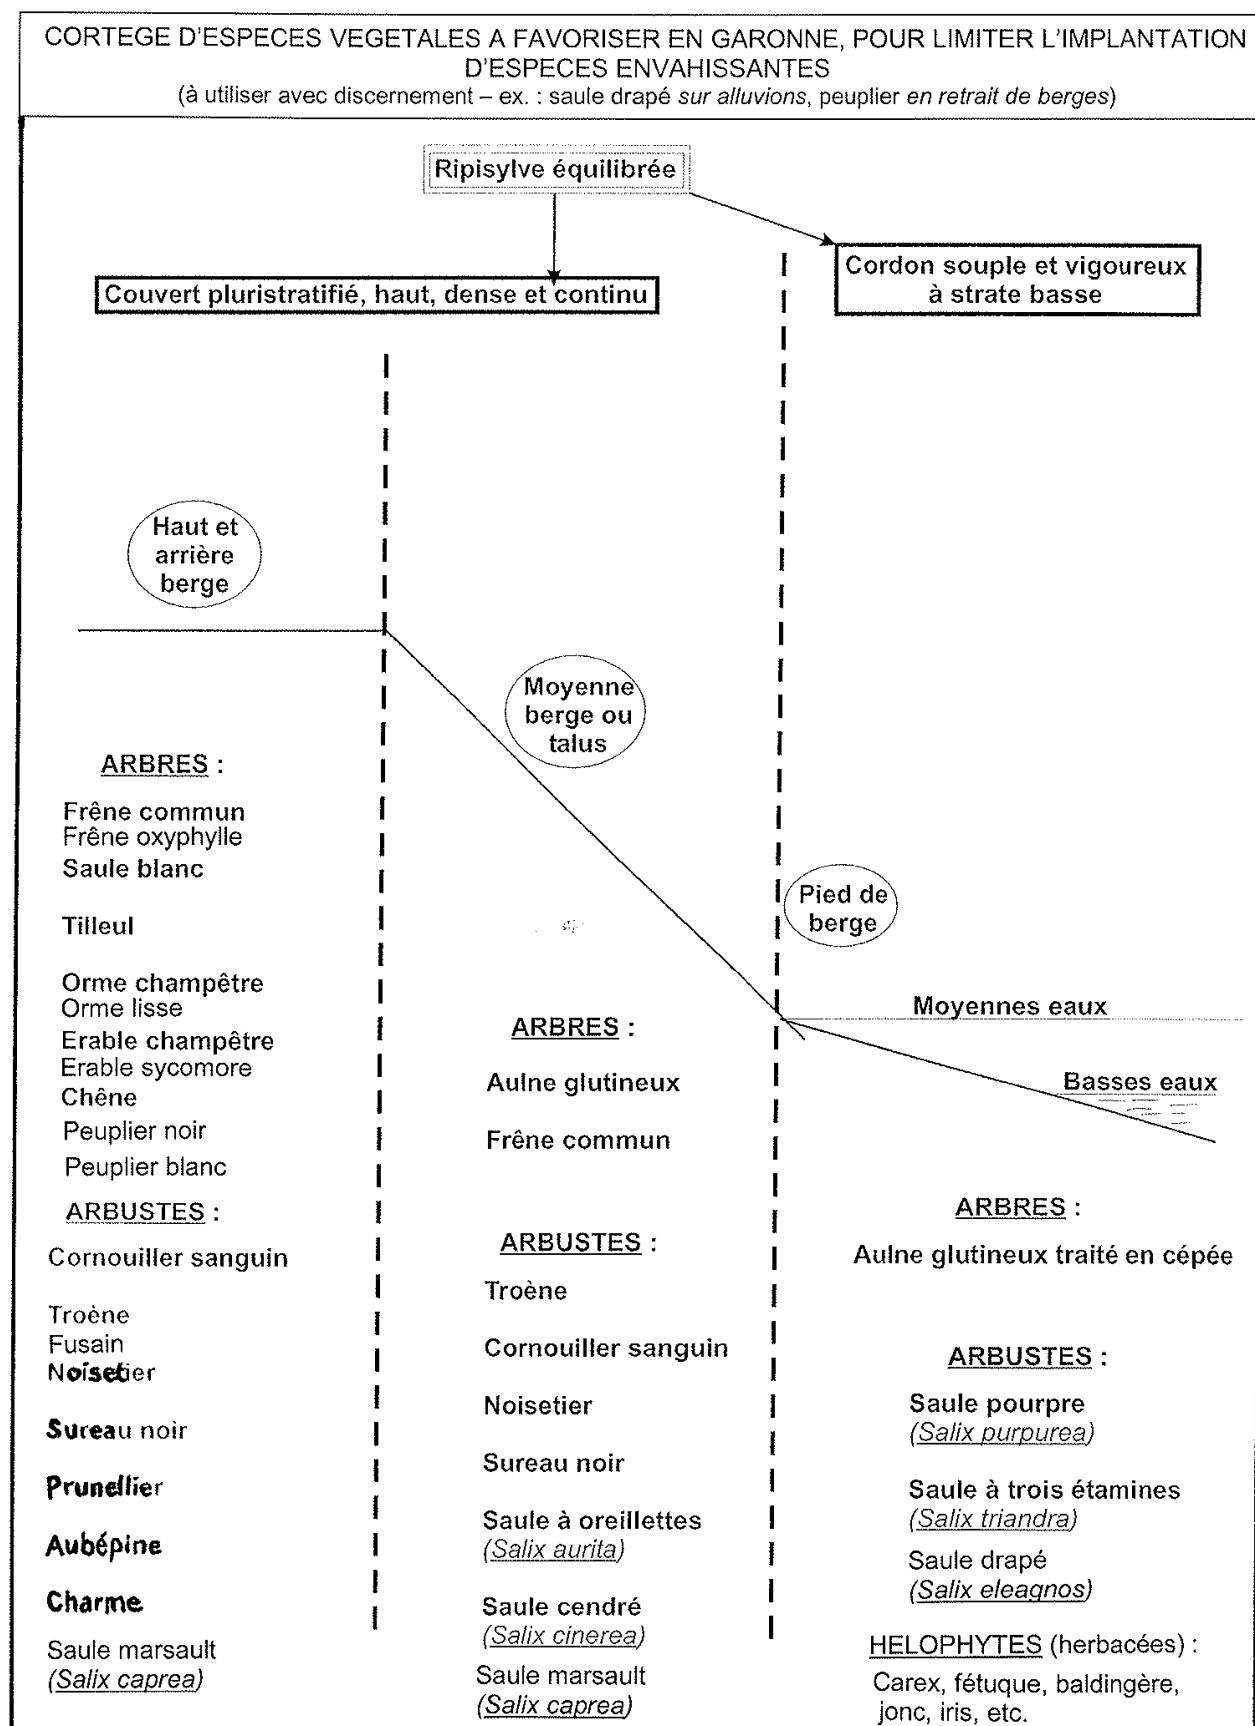 CORTEGE D'ESPECES VEGETALES A FAVORISER EN GARONNE, POUR LIMITER L'IMPLANTATION
D'ESPECES ENVAHISSANTES
(à utiliser avec discernement – ex. : saule drapé sur alluvions, peuplier en retrait de berges)
Ripisylve équilibrée
Couvert pluristratifié, haut, dense et continu
Cordon souple et vigoureux
à strate basse
Haut et
arrière
berge
Moyenne
berge ou
talus
Pied de
berge
Moyennes eaux
Basses eaux
ARBRES :
Frêne commun
Frêne oxyphylle
Saule blanc
Tilleul
Orme champêtre
Orme lisse
Erable champêtre
Erable sycomore
Chêne
Peuplier noir
Peuplier blanc
ARBUSTES :
Cornouiller sanguin
Troène
Fusain
Noisetier
Sureau noir
Prunellier
Aubépine
Charme
Saule marsault
(Salix caprea)
ARBRES :
Aulne glutineux
Frêne commun
ARBUSTES :
Troène
Cornouiller sanguin
Noisetier
Sureau noir
Saule à oreillettes
(Salix aurita)
Saule cendré
(Salix cinerea)
Saule marsault
(Salix caprea)
ARBRES :
Aulne glutineux traité en cépée
ARBUSTES :
Saule pourpre
(Salix purpurea)
Saule à trois étamines
(Salix triandra)
Saule drapé
(Salix eleagnos)
HELOPHYTES (herbacées) :
Carex, fétuque, baldingère,
jonc, iris, etc.